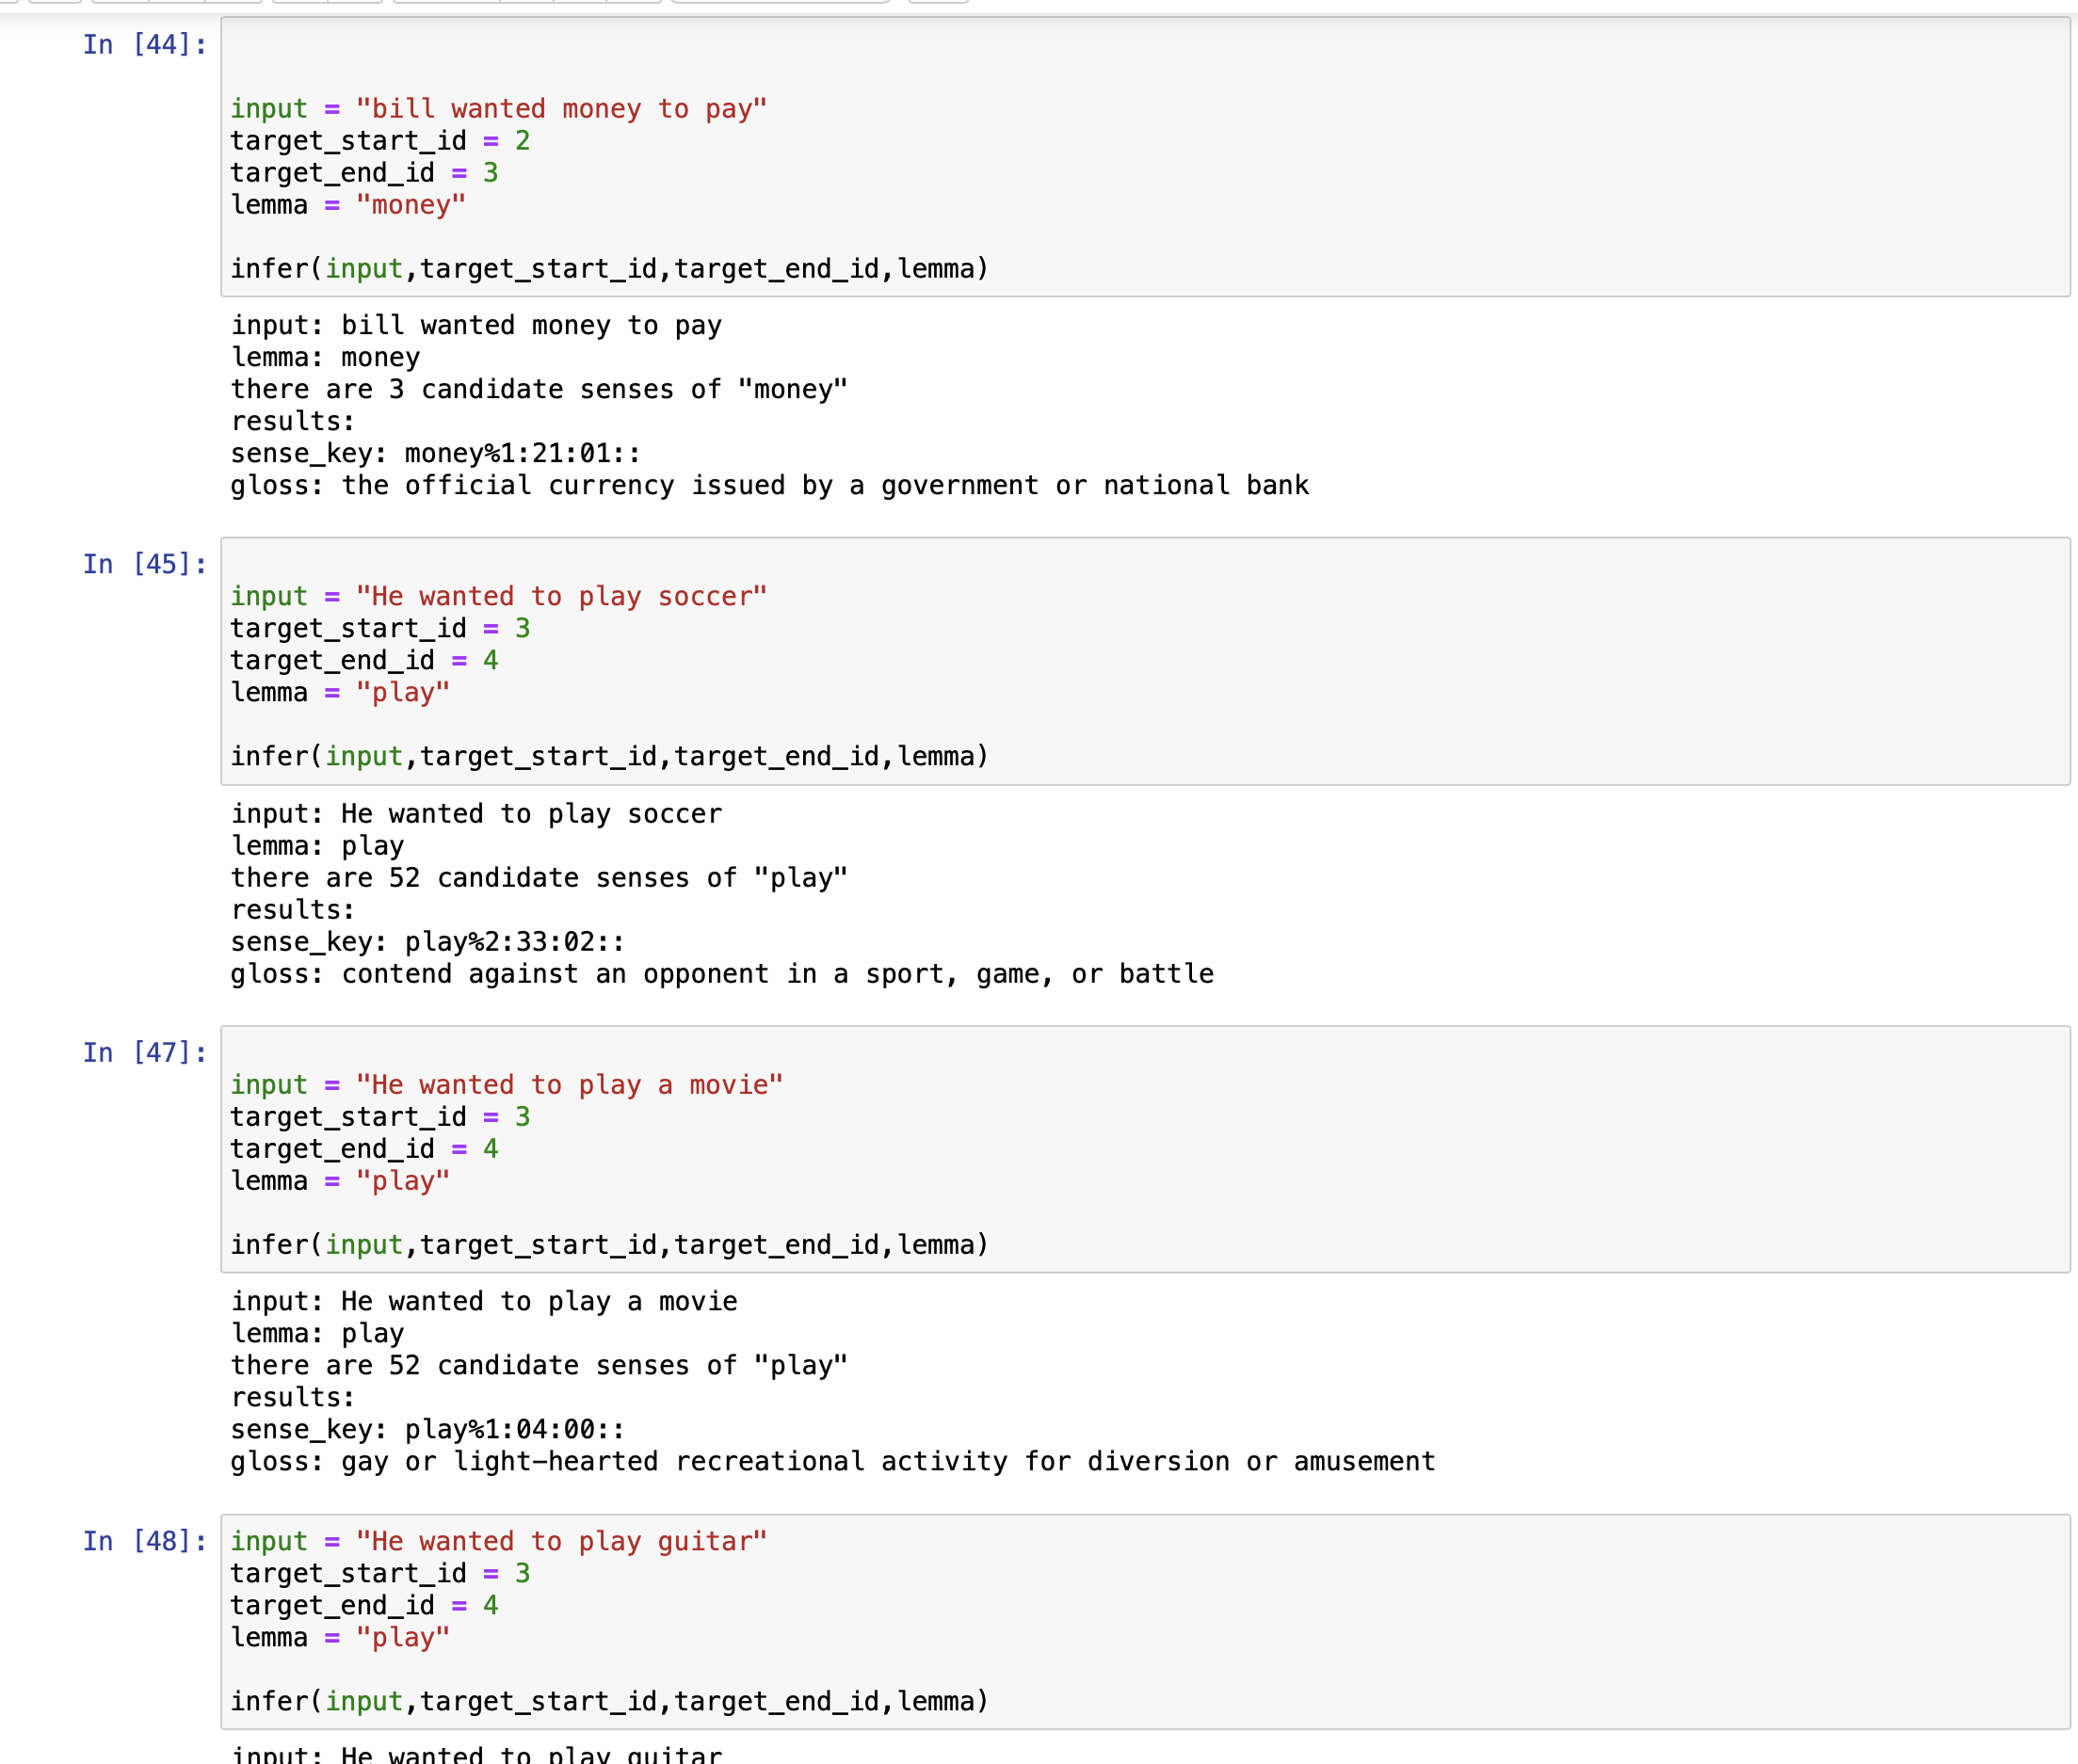 In [44]:
input = "bill wanted money to pay"
target_start_id = 2
target_end_id = 3
lemma = "money"
infer(input,target_start_id,target_end_id,lemma)
input: bill wanted money to pay
lemma: money
there are 3 candidate senses of "money"
results:
sense_key: money%1:21:01::
gloss: the official currency issued by a government or national bank
In [45]:
input = "He wanted to play soccer"
target_start_id = 3
target_end_id = 4
lemma = "play"
infer(input,target_start_id,target_end_id,lemma)
input: He wanted to play soccer
lemma: play
there are 52 candidate senses of "play"
results:
sense_key: play%2:33:02::
gloss: contend against an opponent in a sport, game, or battle
In [47]:
input = "He wanted to play a movie"
target_start_id = 3
target_end_id = 4
lemma = "play"
infer(input,target_start_id,target_end_id,lemma)
input: He wanted to play a movie
lemma: play
there are 52 candidate senses of "play"
results:
sense_key: play%1:04:00::
gloss: gay or light-hearted recreational activity for diversion or amusement
In [48]:
input = "He wanted to play guitar"
target_start_id = 3
target_end_id = 4
lemma = "play"
infer(input,target_start_id,target_end_id,lemma)
input: He wanted to play guitar